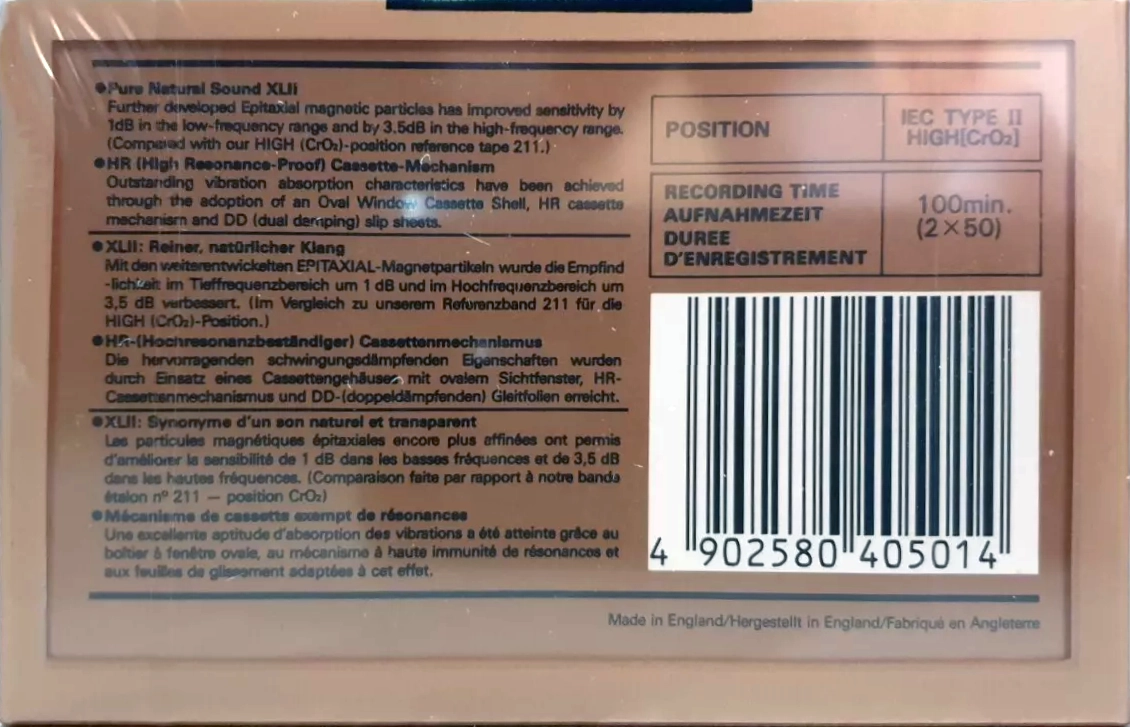 ●Pure Natural Sound XLII
Further developed Epitaxial magnetic particles has improved sensitivity by
1dB in the low-frequency range and by 3.5dB in the high-frequency range.
(Compared with our HIGH (CrO₂)-position reference tape 211.)
●HR (High Resonance-Proof) Cassette-Mechanism
Outstanding vibration absorption characteristics have been achieved
through the adoption of an Oval Window Cassette Shell, HR cassette
mechanism and DD (dual damping) slip sheets.
●XLII: Reiner, natürlicher Klang
Mit den weiterentwickelten EPITAXIAL-Magnetpartikeln wurde die Empfind
-lichkeit im Tieffrequenzbereich um 1 dB und im Hochfrequenzbereich um
3,5 dB verbessert. (Im Vergleich zu unserem Referenzband 211 für die
HIGH (CrO₂)-Position.)
●HR-(Hochresonanzbeständiger) Cassettenmechanismus
Die hervorragenden schwingungsdämpfenden Eigenschaften wurden
durch Einsatz eines Cassettengehäuses mit ovalem Sichtfenster, HR-
Cassettenmechanismus und DD-(doppeldämpfenden) Gleitfolien erreicht.
●XLII: Synonyme d'un son naturel et transparent
Les particules magnétiques épitaxiales encore plus affinées ont permis
d'améliorer la sensibilité de 1 dB dans les basses fréquences et de 3,5 dB
dans les hautes fréquences. (Comparaison faite par rapport à notre bande
étalon nº 211 — position CrO₂)
●Mécanisme de cassette exempt de résonances
Une excellente aptitude d'absorption des vibrations a été atteinte grâce au
boîtier à fenêtre ovale, au mécanisme à haute immunité de résonances et
aux feuilles de glissement adaptées à cet effet.
POSITION
IEC TYPE II
HIGH[CrO₂]
RECORDING TIME
AUFNAHMEZEIT
DUREE
D'ENREGISTREMENT
100min.
(2×50)
4 902580 405014
Made in England/Hergestellt in England/Fabriqué en Angleterre